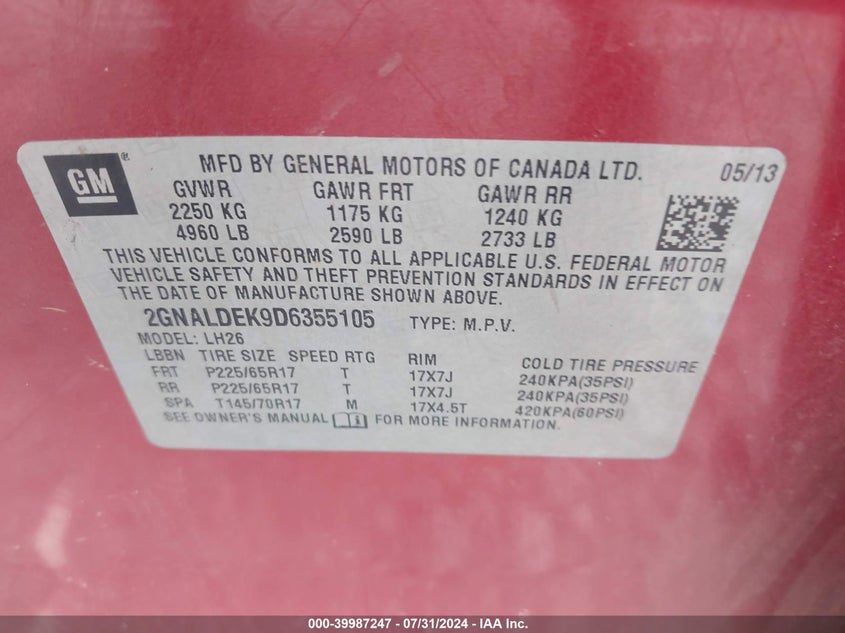 GM ®
MFD BY GENERAL MOTORS OF CANADA LTD. 05/13
GVWR GAWR FRT GAWR RR
2250 KG 1175 KG 1240 KG
4960 LB 2590 LB 2733 LB
THIS VEHICLE CONFORMS TO ALL APPLICABLE U.S. FEDERAL MOTOR
VEHICLE SAFETY AND THEFT PREVENTION STANDARDS IN EFFECT ON
THE DATE OF MANUFACTURE SHOWN ABOVE.
2GNALDEK9D6355105 TYPE: M.P.V.
MODEL: LH26
LBBN TIRE SIZE SPEED RTG RIM COLD TIRE PRESSURE
FRT P225/65R17 T 17X7J 240KPA(35PSI)
RR P225/65R17 T 17X7J 240KPA(35PSI)
SPA T145/70R17 M 17X4.5T 420KPA(60PSI)
SEE OWNER'S MANUAL FOR MORE INFORMATION.
000-39987247 - 07/31/2024 - IAA Inc.